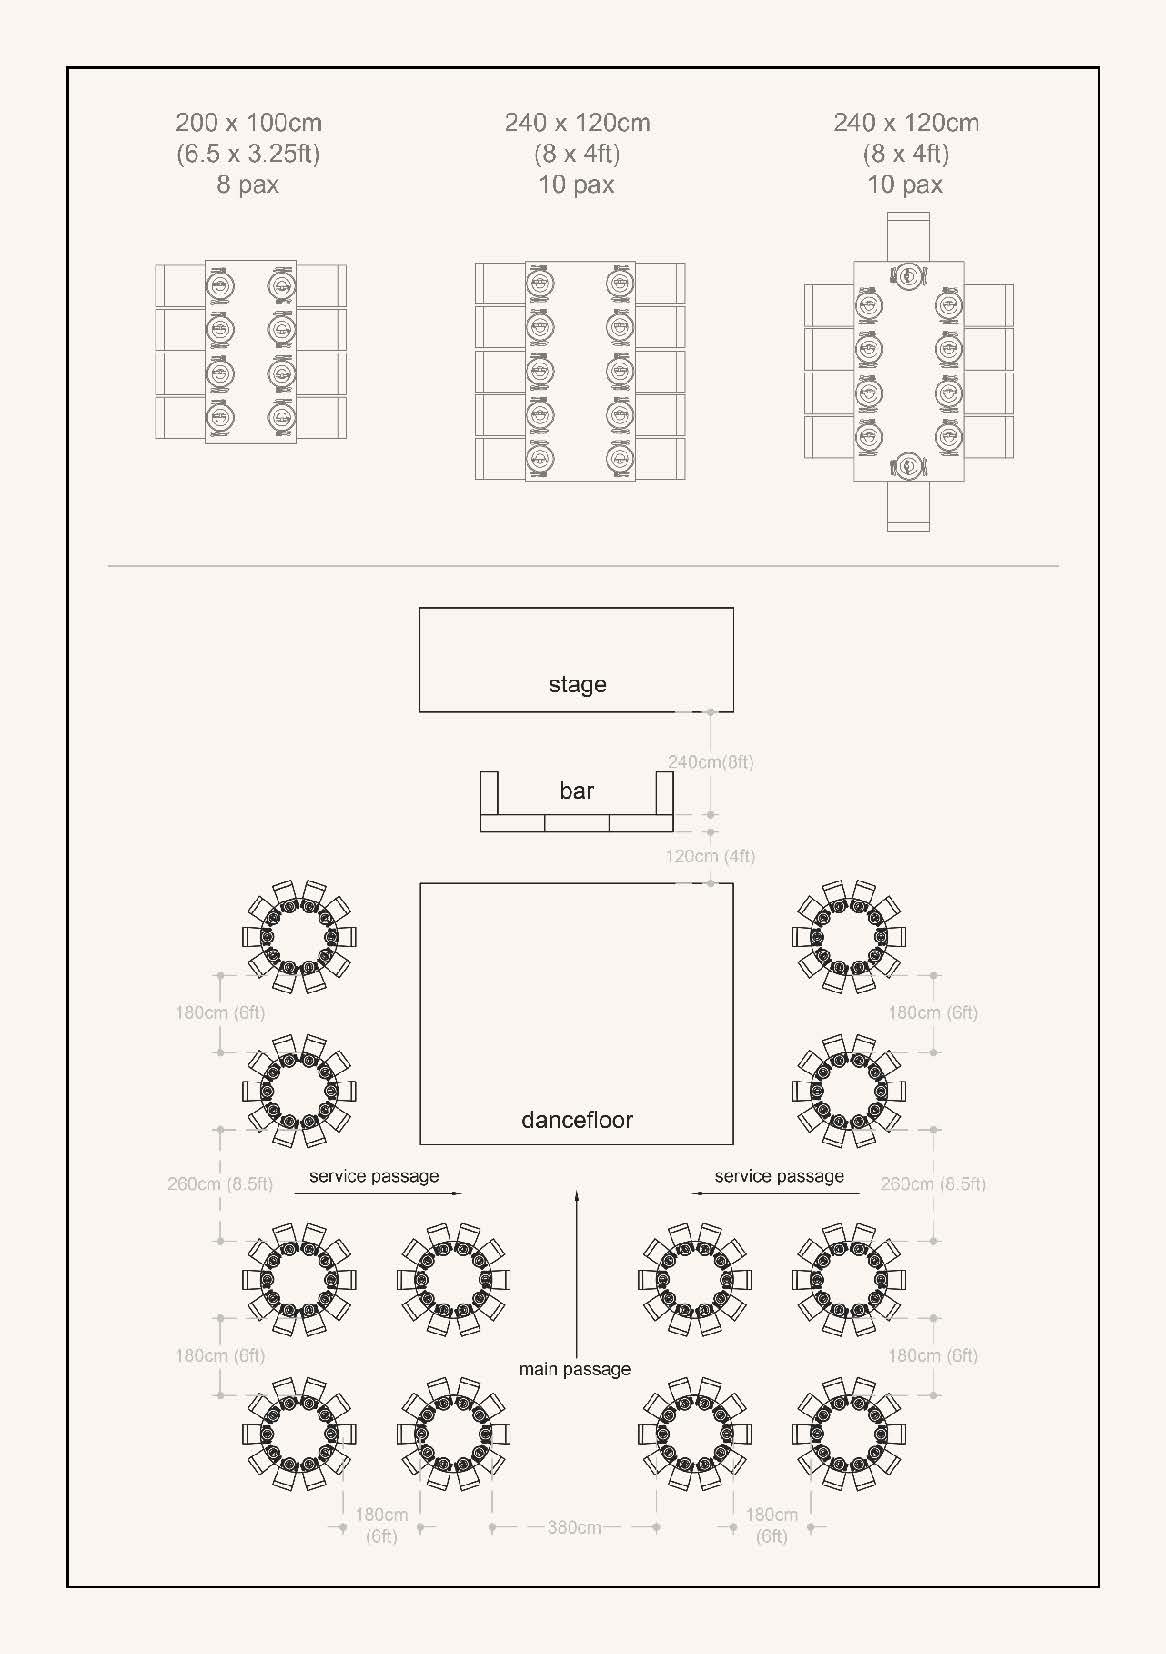 200 x 100cm
(6.5 x 3.25ft)
8 pax
240 x 120cm
(8 x 4ft)
10 pax
240 x 120cm
(8 x 4ft)
10 pax
stage
240cm(8ft)
bar
120cm (4ft)
180cm (6ft)
180cm (6ft)
dancefloor
service passage
service passage
260cm (8.5ft)
260cm (8.5ft)
180cm (6ft)
180cm (6ft)
main passage
180cm
(6ft)
380cm
180cm
(6ft)